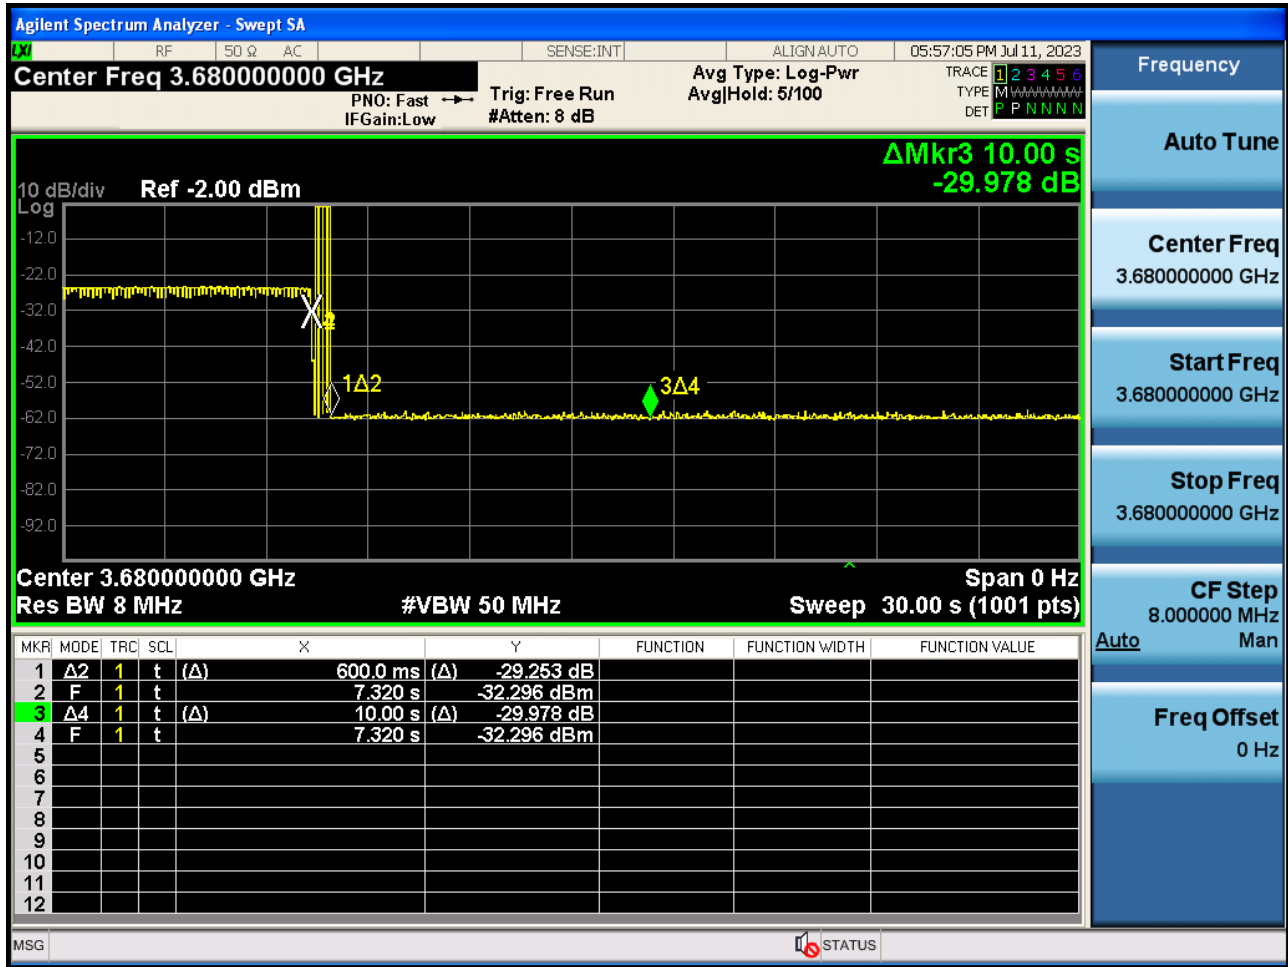 Agilent Spectrum Analyzer - Swept SA
LXI RF 50 Ω AC SENSE:INT ALIGNAUTO 05:57:05 PM Jul 11, 2023
Center Freq 3.680000000 GHz
PNO: Fast
IFGain:Low
Trig: Free Run
#Atten: 8 dB
Avg Type: Log-Pwr
Avg|Hold: 5/100
TRACE 1 2 3 4 5 6
TYPE M
DET P P N N N N
ΔMkr3 10.00 s
-29.978 dB
10 dB/div Ref -2.00 dBm
Log
-12.0
-22.0
-32.0
-42.0
-52.0
-62.0
-72.0
-82.0
-92.0
1Δ2
3Δ4
Center 3.680000000 GHz Span 0 Hz
Res BW 8 MHz #VBW 50 MHz Sweep 30.00 s (1001 pts)
MKR MODE TRC SCL X Y FUNCTION FUNCTION WIDTH FUNCTION VALUE
1 Δ2 1 t (Δ) 600.0 ms (Δ) -29.253 dB
2 F 1 t 7.320 s -32.296 dBm
3 Δ4 1 t (Δ) 10.00 s (Δ) -29.978 dB
4 F 1 t 7.320 s -32.296 dBm
5
6
7
8
9
10
11
12
MSG STATUS
Frequency
Auto Tune
Center Freq
3.680000000 GHz
Start Freq
3.680000000 GHz
Stop Freq
3.680000000 GHz
CF Step
8.000000 MHz
Auto Man
Freq Offset
0 Hz